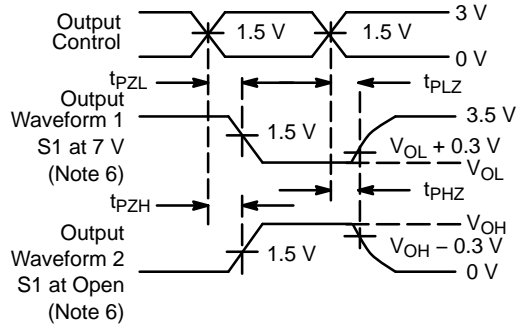 Output
Control
3 V
1.5 V
1.5 V
0 V
tPZL
tPLZ
Output
Waveform 1
S1 at 7 V
(Note 6)
3.5 V
1.5 V
VOL + 0.3 V
VOL
tPZH
tPHZ
Output
Waveform 2
S1 at Open
(Note 6)
VOH
1.5 V
VOH – 0.3 V
0 V